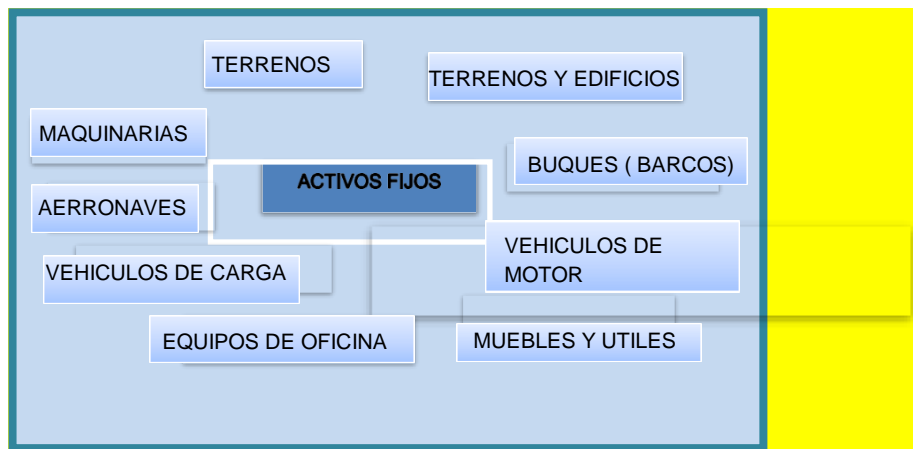 TERRENOS
TERRENOS Y EDIFICIOS
MAQUINARIAS
BUQUES ( BARCOS)
ACTIVOS FIJOS
AERRONAVES
VEHICULOS DE
MOTOR
VEHICULOS DE CARGA
EQUIPOS DE OFICINA
MUEBLES Y UTILES